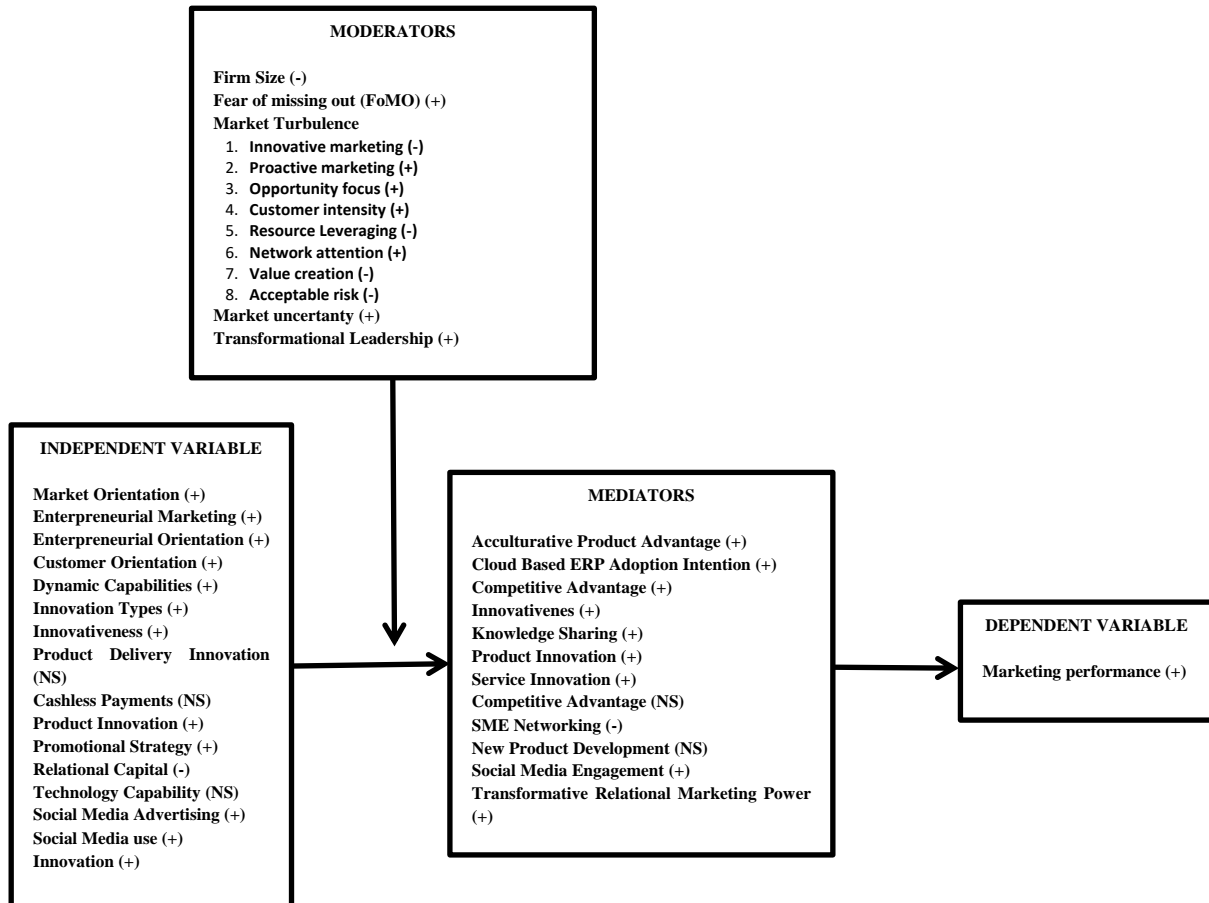 MODERATORS
Firm Size (-)
Fear of missing out (FoMO) (+)
Market Turbulence
1. Innovative marketing (-)
2. Proactive marketing (+)
3. Opportunity focus (+)
4. Customer intensity (+)
5. Resource Leveraging (-)
6. Network attention (+)
7. Value creation (-)
8. Acceptable risk (-)
Market uncertanty (+)
Transformational Leadership (+)
INDEPENDENT VARIABLE
Market Orientation (+)
Enterpreneurial Marketing (+)
Enterpreneurial Orientation (+)
Customer Orientation (+)
Dynamic Capabilities (+)
Innovation Types (+)
Innovativeness (+)
Product Delivery Innovation
(NS)
Cashless Payments (NS)
Product Innovation (+)
Promotional Strategy (+)
Relational Capital (-)
Technology Capability (NS)
Social Media Advertising (+)
Social Media use (+)
Innovation (+)
MEDIATORS
Acculturative Product Advantage (+)
Cloud Based ERP Adoption Intention (+)
Competitive Advantage (+)
Innovativenes (+)
Knowledge Sharing (+)
Product Innovation (+)
Service Innovation (+)
Competitive Advantage (NS)
SME Networking (-)
New Product Development (NS)
Social Media Engagement (+)
Transformative Relational Marketing Power
(+)
DEPENDENT VARIABLE
Marketing performance (+)